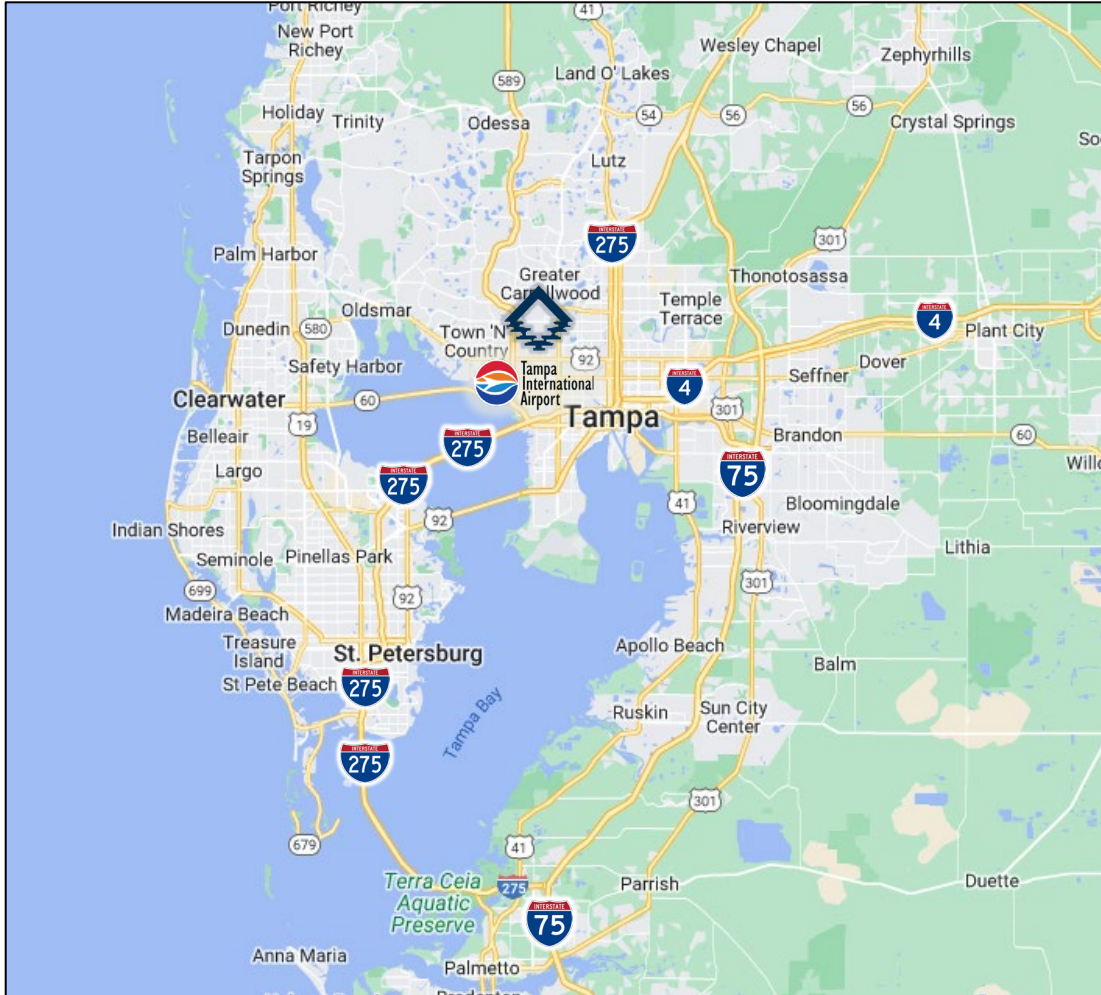 Port Richey
41
New Port
Richey
Wesley Chapel
Zephyrhills
Land O' Lakes
589
Holiday
Trinity
Odessa
54
56
56
Crystal Springs
So
Lutz
Tarpon
Springs
301
INTERSTATE
275
Palm Harbor
Greater
Carrollwood
Thonotosassa
Oldsmar
Temple
Terrace
INTERSTATE
4
Dunedin
580
Town 'N'
Country
Plant City
Safety Harbor
92
Dover
Tampa
International
Airport
INTERSTATE
4
Seffner
Clearwater
60
Tampa
301
19
Belleair
INTERSTATE
275
Brandon
60
Largo
INTERSTATE
275
INTERSTATE
75
Willo
41
Bloomingdale
Indian Shores
92
Riverview
Seminole
Pinellas Park
Lithia
699
92
301
Madeira Beach
Treasure
Island
St. Petersburg
Apollo Beach
Balm
St Pete Beach
INTERSTATE
275
Tampa Bay
Ruskin
Sun City
Center
INTERSTATE
275
301
679
41
Terra Ceia
Aquatic
Preserve
275
Parrish
Duette
INTERSTATE
75
Anna Maria
Palmetto